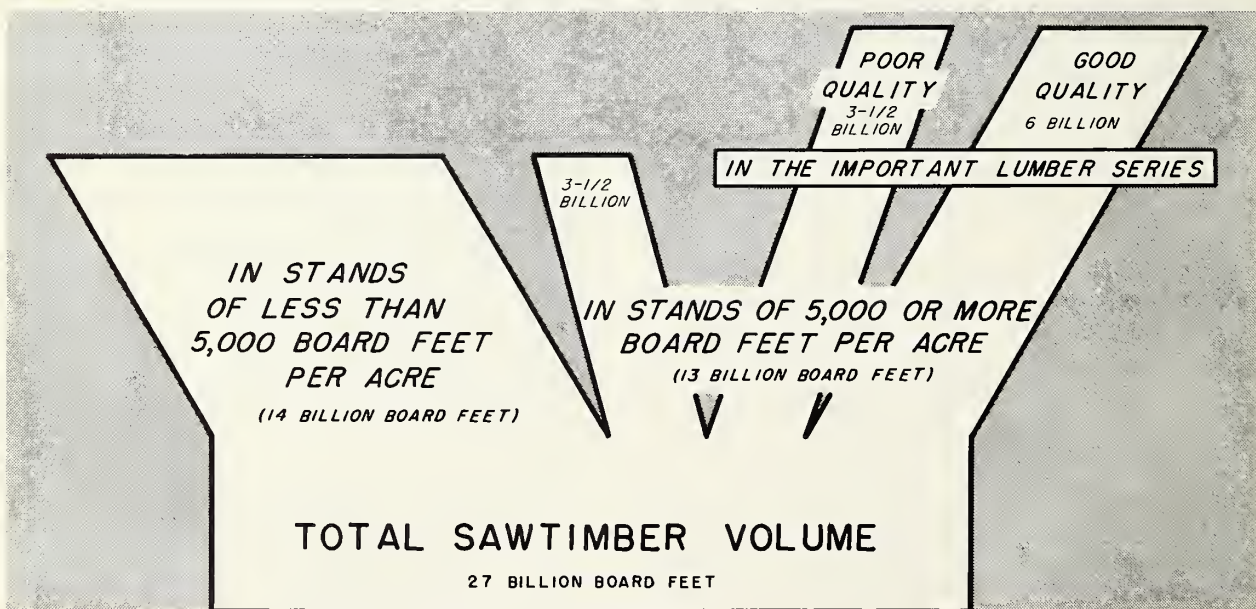 POOR
QUALITY
3-1/2
BILLION
GOOD
QUALITY
6 BILLION
IN THE IMPORTANT LUMBER SERIES
3-1/2
BILLION
IN STANDS
OF LESS THAN
5,000 BOARD FEET
PER ACRE
(14 BILLION BOARD FEET)
IN STANDS OF 5,000 OR MORE
BOARD FEET PER ACRE
(13 BILLION BOARD FEET)
TOTAL SAWTIMBER VOLUME
27 BILLION BOARD FEET